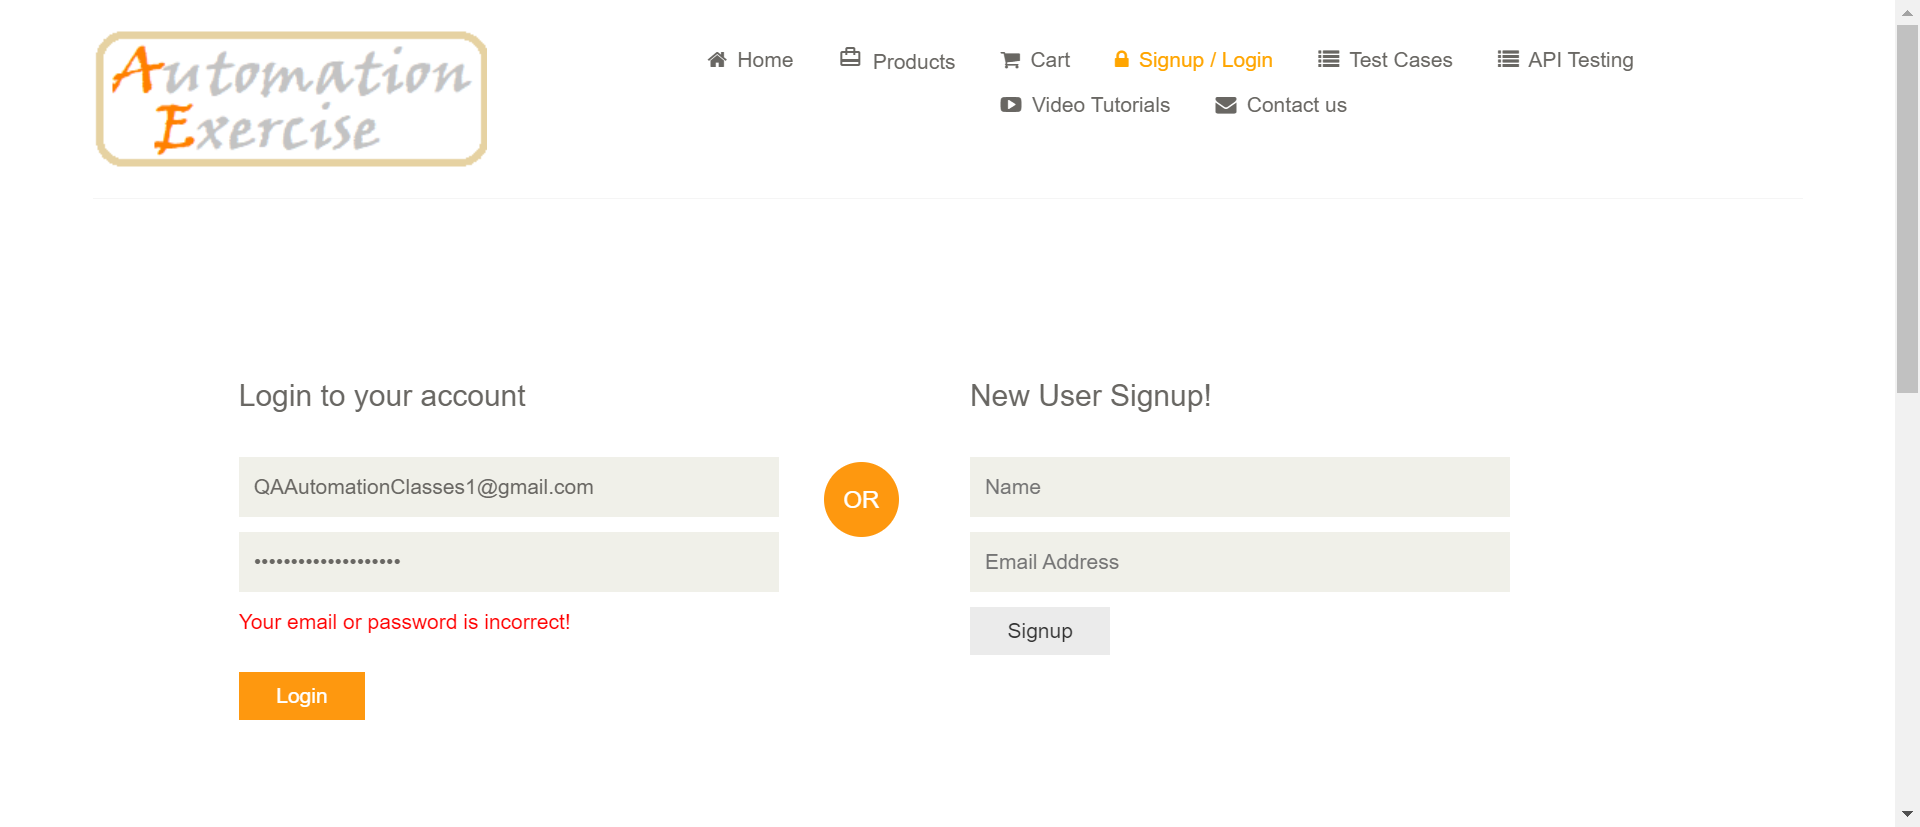 Automation
Exercise
Home
Products
Cart
Signup / Login
Test Cases
API Testing
Video Tutorials
Contact us
Login to your account
QAAutomationClasses1@gmail.com
••••••••••••••••••••
Your email or password is incorrect!
Login
OR
New User Signup!
Name
Email Address
Signup